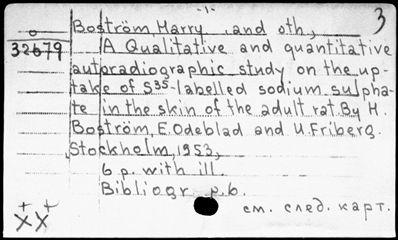 -1-
3
Boström, Harry and oth,
32679
A Qualitative and quantitative
autoradiographic study on the up-
take of S35-labelled sodium sulpha-
te in the skin of the adult rat. By H.
Boström, E. Odeblad and U. Friberg.
Stockholm, 1953,
6 p. with ill.
Bibliogr p. 6.
см. след. карт.
++
XX